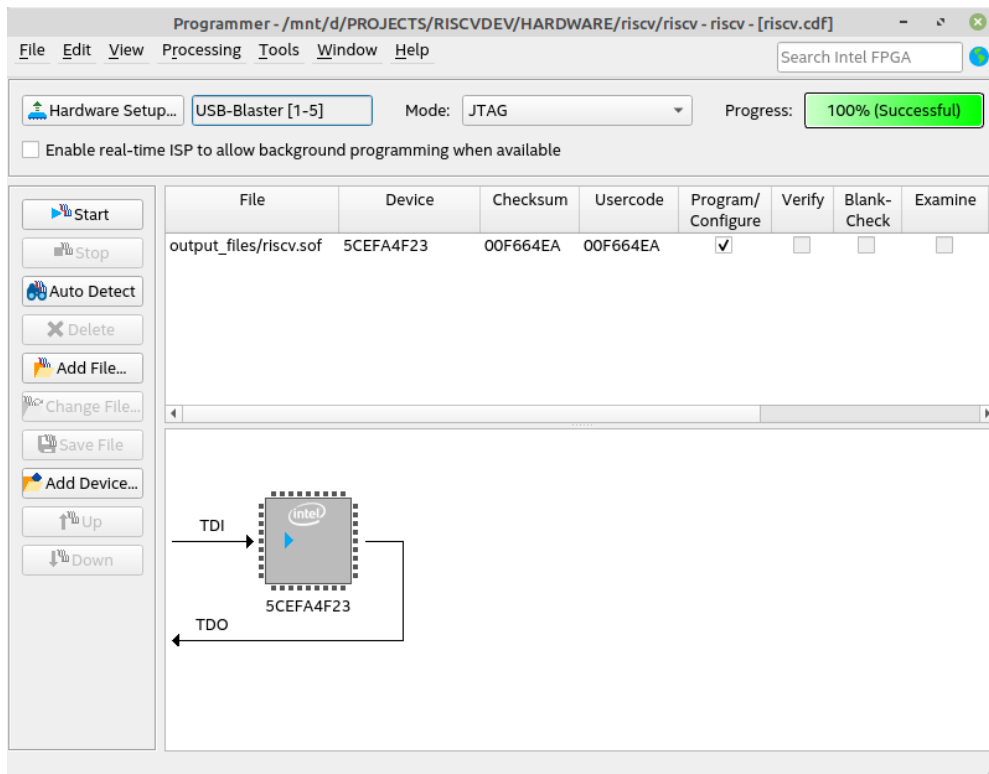 Programmer - /mnt/d/PROJECTS/RISCVDEV/HARDWARE/riscv/riscv - riscv - [riscv.cdf]
File Edit View Processing Tools Window Help
Search Intel FPGA
Hardware Setup... USB-Blaster [1-5] Mode: JTAG Progress: 100% (Successful)
Enable real-time ISP to allow background programming when available
Start
Stop
Auto Detect
Delete
Add File...
Change File...
Save File
Add Device...
Up
Down
File Device Checksum Usercode Program/ Verify Blank- Examine
Configure Check
output_files/riscv.sof 5CEFA4F23 00F664EA 00F664EA
intel
TDI
5CEFA4F23
TDO